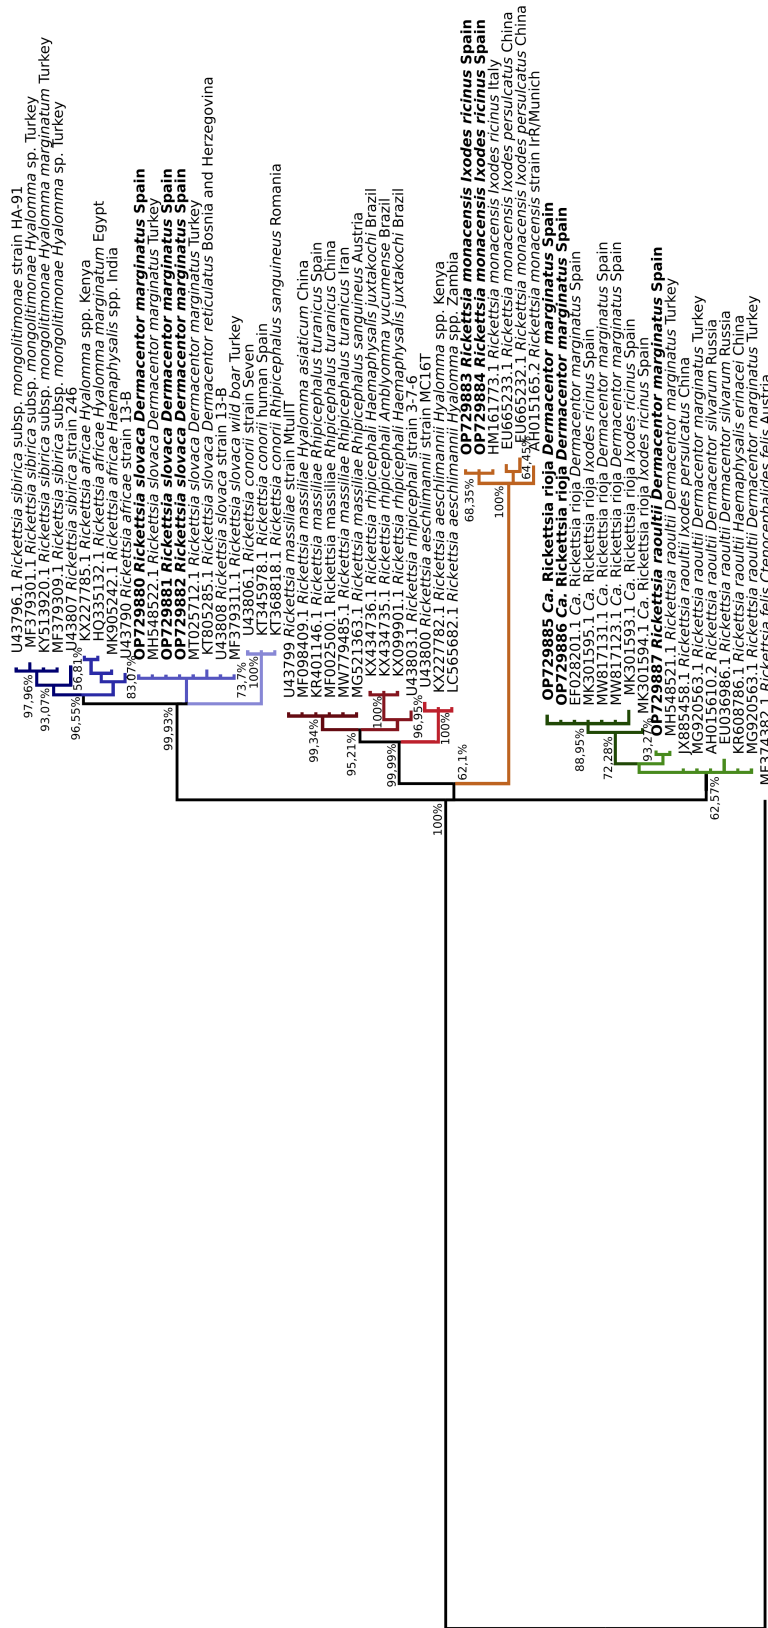 U43796.1 Rickettsia sibirica subsp. mongolitimonae strain HA-91
MF379301.1 Rickettsia sibirica subsp. mongolitimonae Hyalomma sp. Turkey
KY513920.1 Rickettsia sibirica subsp. mongolitimonae Hyalomma marginatum Turkey
MF379309.1 Rickettsia sibirica subsp. mongolitimonae Hyalomma sp. Turkey
U43807 Rickettsia sibirica strain 246
KX227785.1 Rickettsia africae Hyalomma spp. Kenya
HQ335132.1 Rickettsia africae Hyalomma marginatum Egypt
MK905243.1 Rickettsia africae Haemaphysalis spp. India
U43790 Rickettsia africae strain 13-B
OP729880 Rickettsia slovaca Dermacentor marginatus Spain
MH548522.1 Rickettsia slovaca Dermacentor marginatus Turkey
OP729881 Rickettsia slovaca Dermacentor marginatus Spain
OP729882 Rickettsia slovaca Dermacentor marginatus Spain
MT025712.1 Rickettsia slovaca Dermacentor marginatus Turkey
KT805285.1 Rickettsia slovaca Dermacentor reticulatus Bosnia and Herzegovina
U43808 Rickettsia slovaca strain 13-B
MF379311.1 Rickettsia slovaca wild boar Turkey
U43806.1 Rickettsia conorii strain Seven
KT345978.1 Rickettsia conorii human Spain
KT368818.1 Rickettsia conorii Rhipicephalus sanguineus Romania
U43799 Rickettsia massiliae strain MtuIIT
MF098409.1 Rickettsia massiliae Hyalomma asiaticum China
KR401146.1 Rickettsia massiliae Rhipicephalus turanicus Spain
MF002500.1 Rickettsia massiliae Rhipicephalus turanicus China
MW779485.1 Rickettsia massiliae Rhipicephalus turanicus Iran
MG521363.1 Rickettsia massiliae Rhipicephalus sanguineus Austria
KX434736.1 Rickettsia rhipicephali Haemaphysalis juxtakochi Brazil
KX434735.1 Rickettsia rhipicephali Amblyomma yucumense Brazil
KX099901.1 Rickettsia rhipicephali Haemaphysalis juxtakochi Brazil
U43803.1 Rickettsia rhipicephali strain 3-7-6
U43800 Rickettsia aeschlimannii strain MC16T
KX227782.1 Rickettsia aeschlimannii Hyalomma spp. Kenya
LC565682.1 Rickettsia aeschlimannii Hyalomma spp. Zambia
OP729883 Rickettsia monacensis Ixodes ricinus Spain
OP729884 Rickettsia monacensis Ixodes ricinus Spain
HM161773.1 Rickettsia monacensis Ixodes ricinus Italy
EU665233.1 Rickettsia monacensis Ixodes persulcatus China
EU665232.1 Rickettsia monacensis Ixodes persulcatus China
AH015165.2 Rickettsia monacensis strain IrR/Munich
OP729885 Ca. Rickettsia rioja Dermacentor marginatus Spain
OP729886 Ca. Rickettsia rioja Dermacentor marginatus Spain
EF028201.1 Ca. Rickettsia rioja Dermacentor marginatus Spain
MK301595.1 Ca. Rickettsia rioja Ixodes ricinus Spain
MW817131.1 Ca. Rickettsia rioja Dermacentor marginatus Spain
MW817123.1 Ca. Rickettsia rioja Dermacentor marginatus Spain
MK301593.1 Ca. Rickettsia rioja Ixodes ricinus Spain
MK301594.1 Ca. Rickettsia rioja Ixodes ricinus Spain
OP729887 Rickettsia raoultii Dermacentor marginatus Spain
MH548521.1 Rickettsia raoultii Dermacentor marginatus Turkey
JX885458.1 Rickettsia raoultii Ixodes persulcatus China
MG920563.1 Rickettsia raoultii Dermacentor marginatus Turkey
AH015610.2 Rickettsia raoultii Dermacentor silvarum Russia
EU036986.1 Rickettsia raoultii Dermacentor silvarum Russia
KR608786.1 Rickettsia raoultii Haemaphysalis erinacei China
MG920563.1 Rickettsia raoultii Dermacentor marginatus Turkey
MF374382.1 Rickettsia felis Ctenocephalides felis Austria
97,96%
93,07%
96,55%
56,81%
83,07%
99,93%
73,7%
100%
99,34%
95,21%
100%
99,99%
96,95%
100%
62,1%
68,35%
100%
64,45%
88,95%
72,28%
93,27%
62,57%
100%